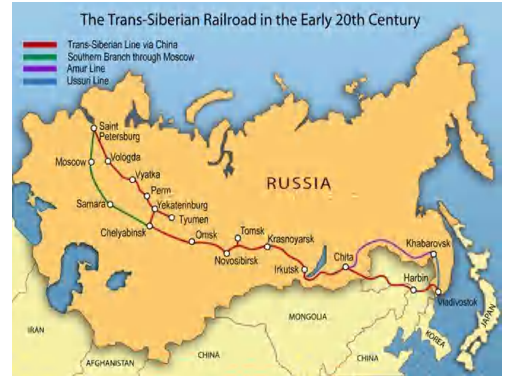 The Trans-Siberian Railroad in the Early 20th Century
Trans-Siberian Line via China
Southern Branch through Moscow
Amur Line
Ussuri Line
Saint
Petersburg
Moscow
Vologda
Vyatka
Perm
Yekaterinburg
Tyumen
Samara
Chelyabinsk
RUSSIA
Omsk
Tomsk
Novosibirsk
Krasnoyarsk
Irkutsk
Chita
Khabarovsk
Harbin
Vladivostok
IRAN
AFGHANISTAN
CHINA
MONGOLIA
CHINA
KOREA
JAPAN